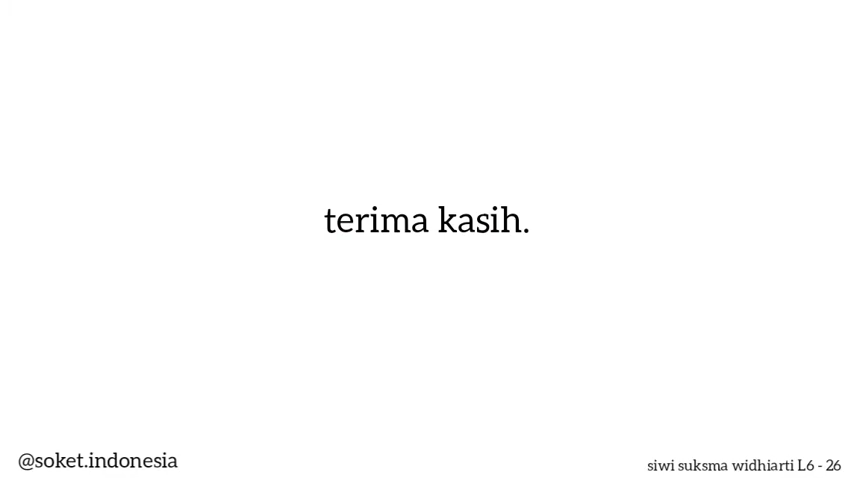 terima kasih.
@soket.indonesia
siwi suksma widhiarti L6 - 26